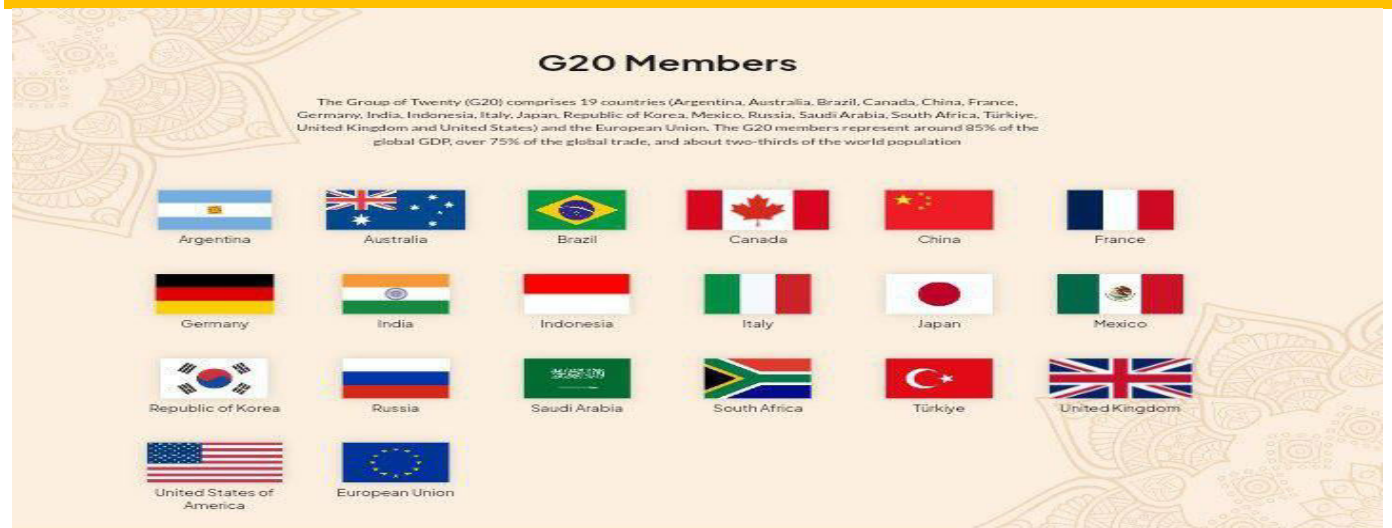 G20 Members
The Group of Twenty (G20) comprises 19 countries (Argentina, Australia, Brazil, Canada, China, France,
Germany, India, Indonesia, Italy, Japan, Republic of Korea, Mexico, Russia, Saudi Arabia, South Africa, Türkiye,
United Kingdom and United States) and the European Union. The G20 members represent around 85% of the
global GDP, over 75% of the global trade, and about two-thirds of the world population
Argentina Australia Brazil Canada China France
Germany India Indonesia Italy Japan Mexico
Republic of Korea Russia Saudi Arabia South Africa Türkiye United Kingdom
United States of European Union
America